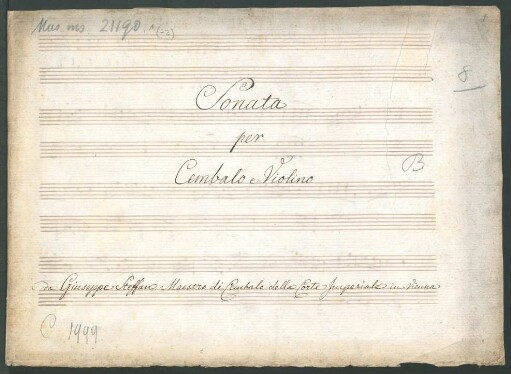 Mus. ms. 21190.
8
Sonata
per
Cembalo e Violino
B
da Giuseppe Steffan Maestro di Cembalo della Corte Imperiale in Vienna
C 1999